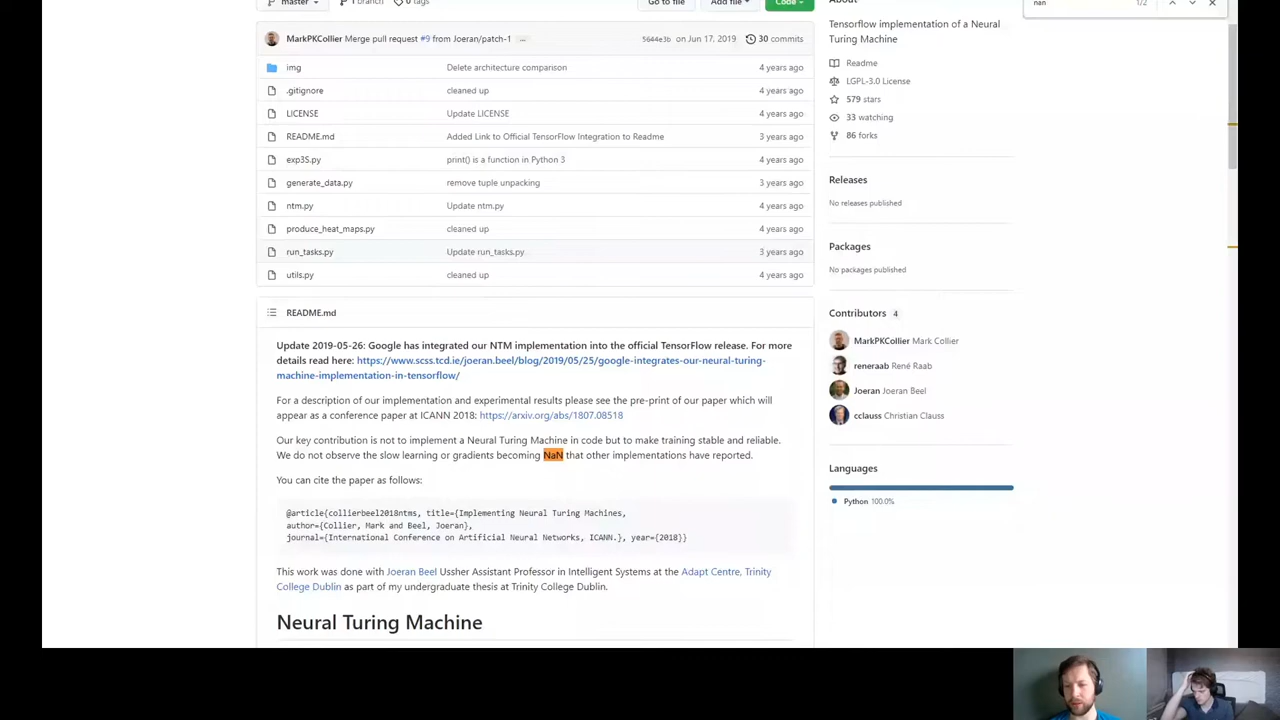 master
1 branch
0 tags
Go to file
Add file
Code
About
nan
1/2
MarkPKCollier Merge pull request #9 from Joeran/patch-1 ...
5644e3b on Jun 17, 2019
30 commits
img Delete architecture comparison 4 years ago
.gitignore cleaned up 4 years ago
LICENSE Update LICENSE 4 years ago
README.md Added Link to Official TensorFlow Integration to Readme 3 years ago
exp3S.py print() is a function in Python 3 4 years ago
generate_data.py remove tuple unpacking 3 years ago
ntm.py Update ntm.py 4 years ago
produce_heat_maps.py cleaned up 4 years ago
run_tasks.py Update run_tasks.py 3 years ago
utils.py cleaned up 4 years ago
README.md
Update 2019-05-26: Google has integrated our NTM implementation into the official TensorFlow release. For more
details read here: https://www.scss.tcd.ie/joeran.beel/blog/2019/05/25/google-integrates-our-neural-turing-
machine-implementation-in-tensorflow/
For a description of our implementation and experimental results please see the pre-print of our paper which will
appear as a conference paper at ICANN 2018: https://arxiv.org/abs/1807.08518
Our key contribution is not to implement a Neural Turing Machine in code but to make training stable and reliable.
We do not observe the slow learning or gradients becoming NaN that other implementations have reported.
You can cite the paper as follows:
@article{collierbeel2018ntms, title={Implementing Neural Turing Machines,
author={Collier, Mark and Beel, Joeran},
journal={International Conference on Artificial Neural Networks, ICANN.}, year={2018}}
This work was done with Joeran Beel Ussher Assistant Professor in Intelligent Systems at the Adapt Centre, Trinity
College Dublin as part of my undergraduate thesis at Trinity College Dublin.
Neural Turing Machine
Tensorflow implementation of a Neural
Turing Machine
Readme
LGPL-3.0 License
579 stars
33 watching
86 forks
Releases
No releases published
Packages
No packages published
Contributors 4
MarkPKCollier Mark Collier
reneraab René Raab
Joeran Joeran Beel
cclauss Christian Clauss
Languages
Python 100.0%